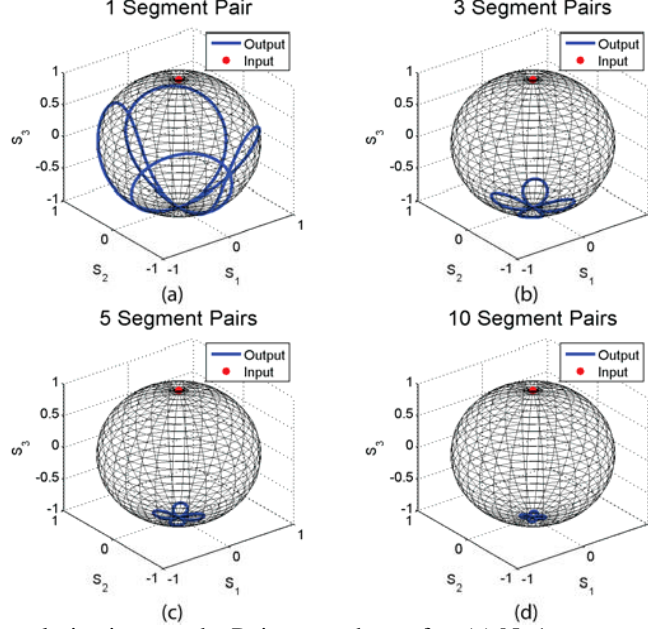 1 Segment Pair
3 Segment Pairs
Output
Input
Output
Input
1
0.5
0
-0.5
-1
S3
1
0
-1
S2
-1
0
1
S1
1
0.5
0
-0.5
-1
S3
1
0
-1
S2
-1
0
1
S1
(a)
(b)
5 Segment Pairs
10 Segment Pairs
Output
Input
Output
Input
1
0.5
0
-0.5
-1
S3
1
0
-1
S2
-1
0
1
S1
1
0.5
0
-0.5
-1
S3
1
0
-1
S2
-1
0
1
S1
(c)
(d)